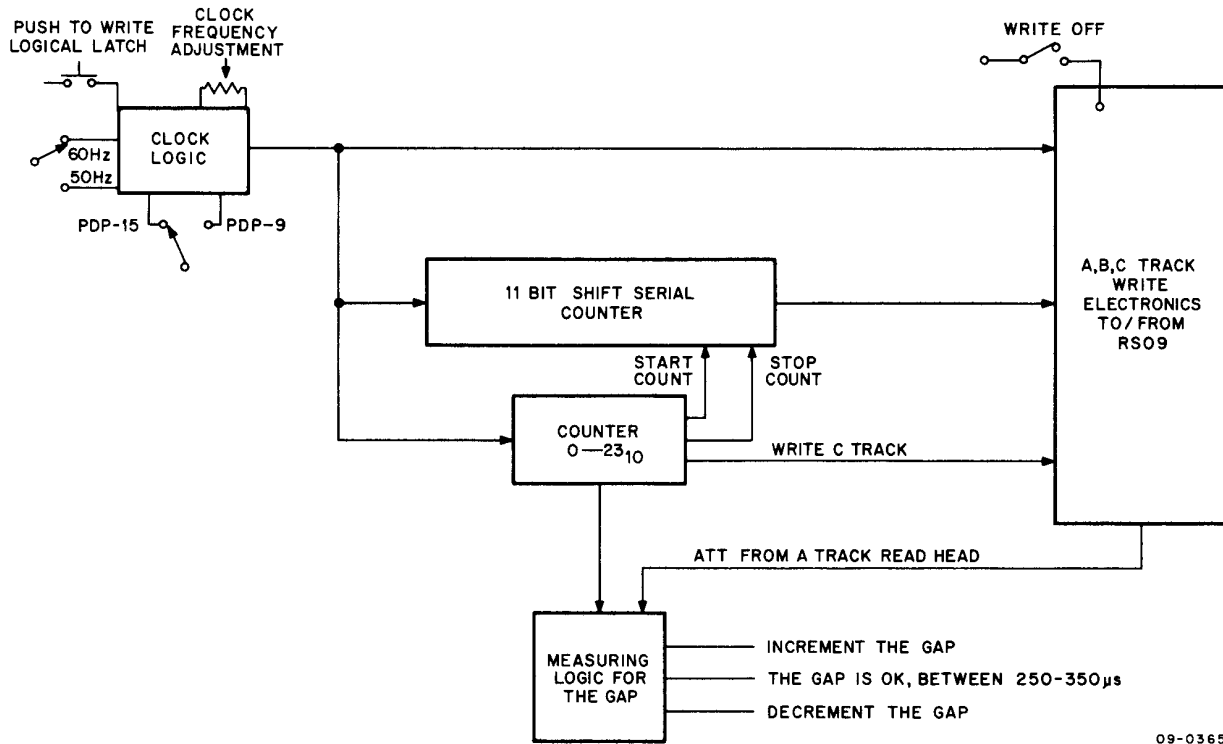 PUSH TO WRITE
LOGICAL LATCH
CLOCK
FREQUENCY
ADJUSTMENT
WRITE OFF
CLOCK
LOGIC
60Hz
50Hz
PDP-15
PDP-9
11 BIT SHIFT SERIAL
COUNTER
A,B,C TRACK
WRITE
ELECTRONICS
TO/FROM
RS09
START
COUNT
STOP
COUNT
COUNTER
0—23₁₀
WRITE C TRACK
ATT FROM A TRACK READ HEAD
MEASURING
LOGIC FOR
THE GAP
INCREMENT THE GAP
THE GAP IS OK, BETWEEN 250-350µs
DECREMENT THE GAP
09-0365